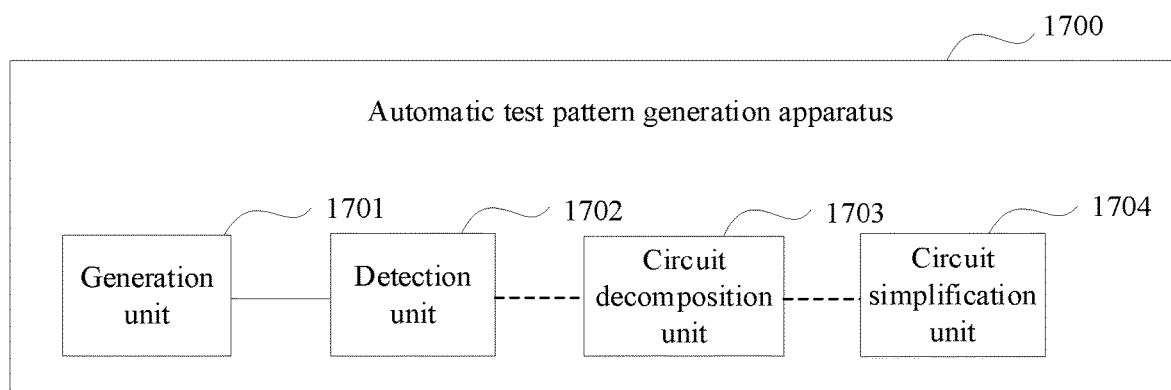 1700
Automatic test pattern generation apparatus
1701
1702
1703
1704
Generation
unit
Detection
unit
Circuit
decomposition
unit
Circuit
simplification
unit